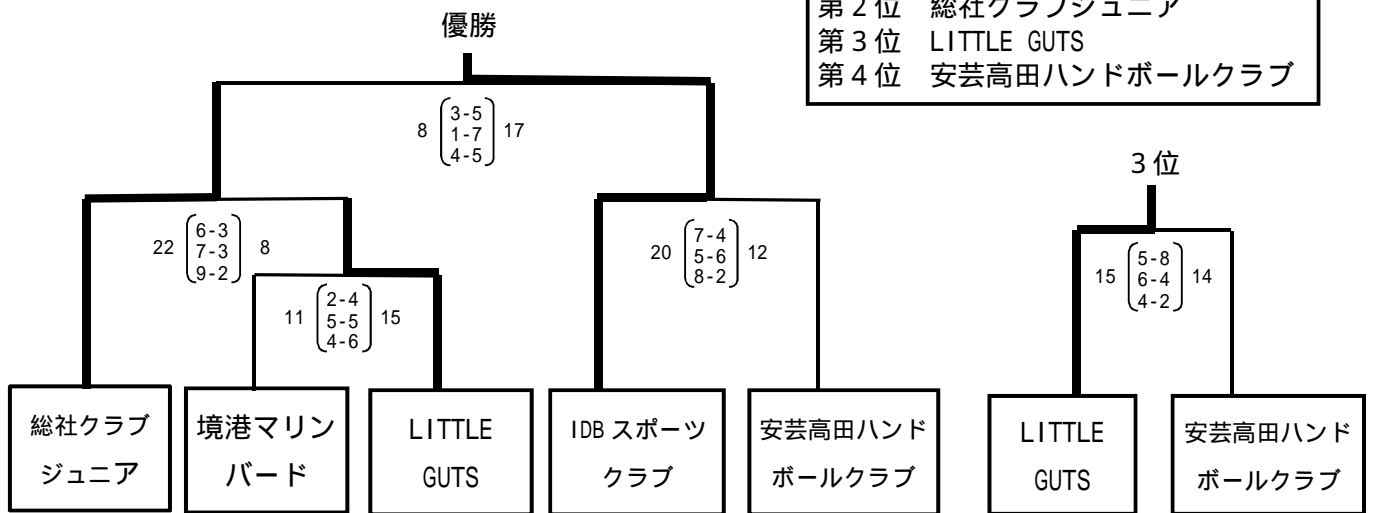 優勝
第２位 総社クラブジュニア
第３位 LITTLE GUTS
第４位 安芸高田ハンドボールクラブ
8 3-5 17
1-7
4-5
３位
22 6-3 8
7-3
9-2
20 7-4 12
5-6
8-2
15 5-8 14
6-4
4-2
11 2-4 15
5-5
4-6
総社クラブ
ジュニア
境港マリン
バード
LITTLE
GUTS
IDB スポーツ
クラブ
安芸高田ハンド
ボールクラブ
LITTLE
GUTS
安芸高田ハンド
ボールクラブ